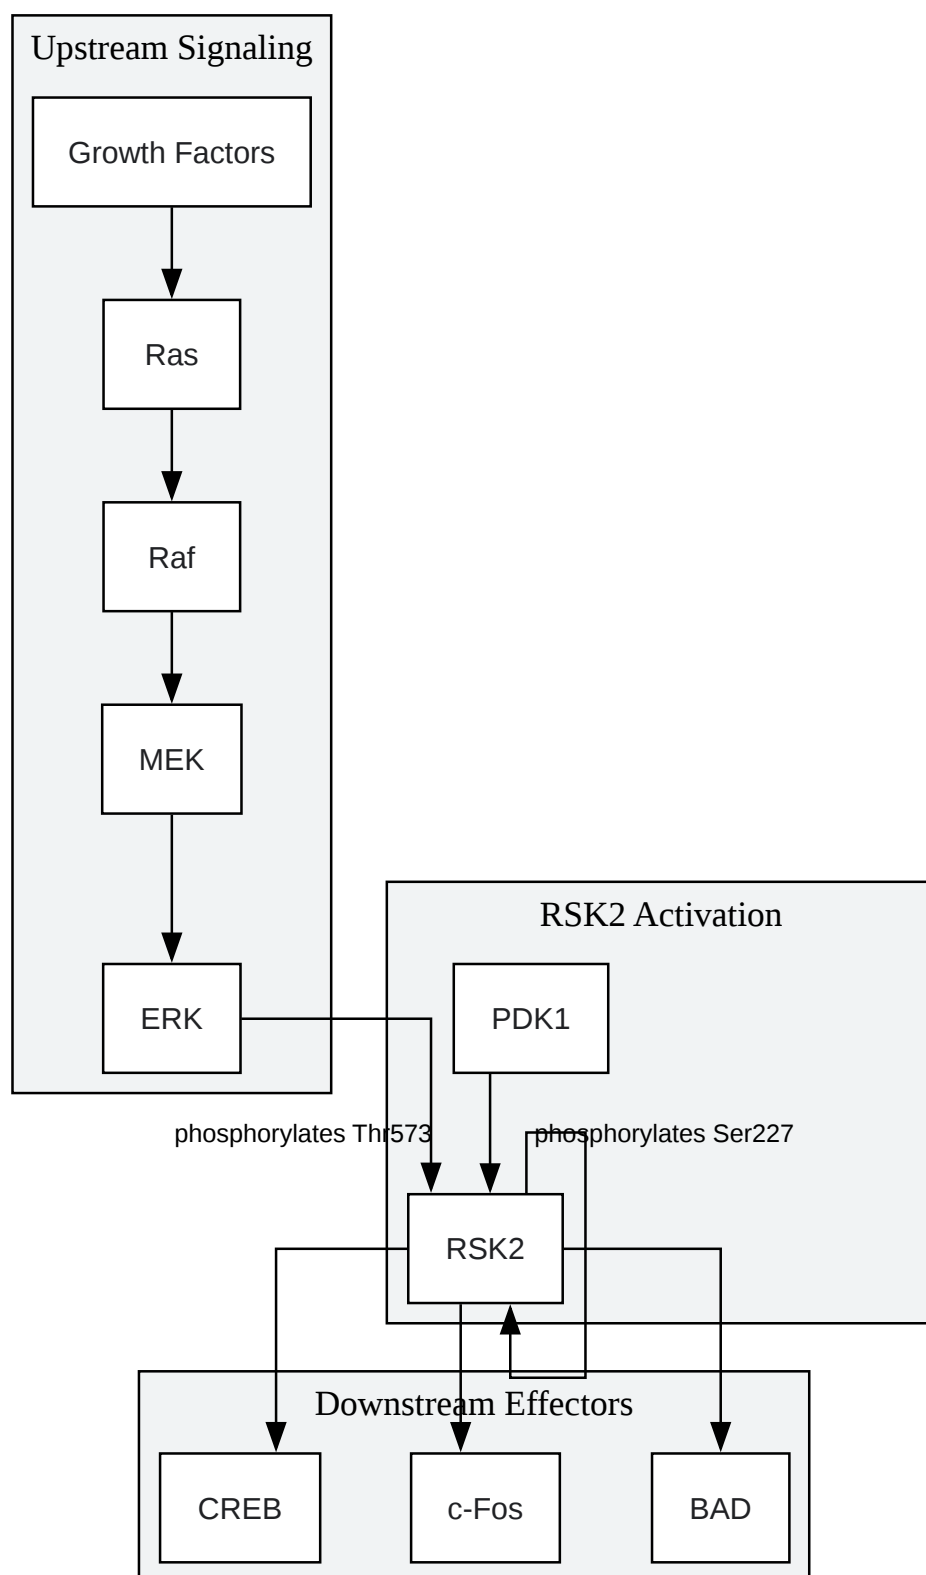 Upstream Signaling
Growth Factors
Ras
Raf
MEK
ERK
RSK2 Activation
PDK1
phosphorylates Thr573
phosphorylates Ser227
RSK2
Downstream Effectors
CREB
c-Fos
BAD